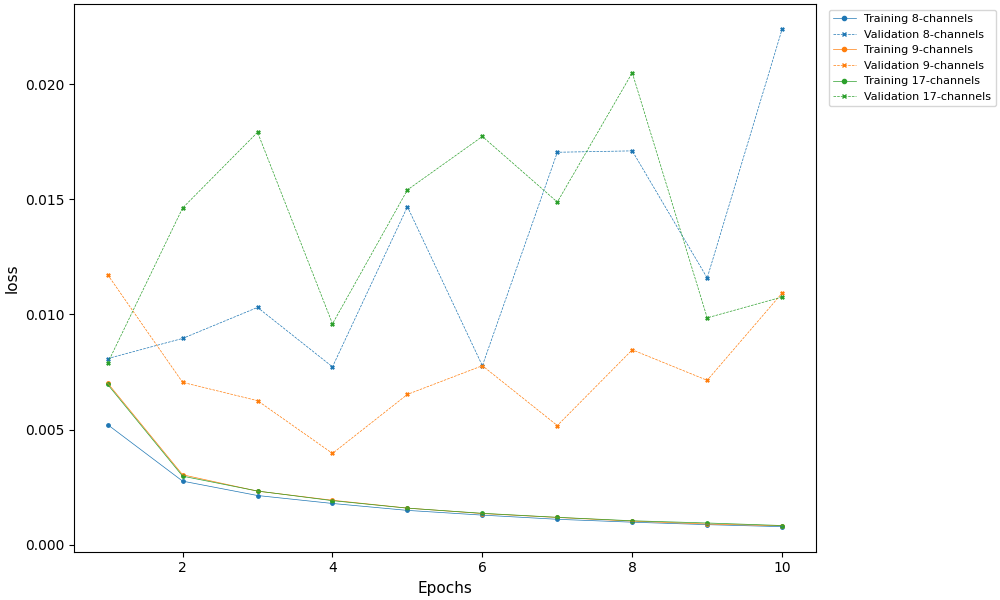 Training 8-channels
Validation 8-channels
Training 9-channels
Validation 9-channels
Training 17-channels
Validation 17-channels
0.020
0.015
0.010
0.005
0.000
loss
2 4 6 8 10
Epochs